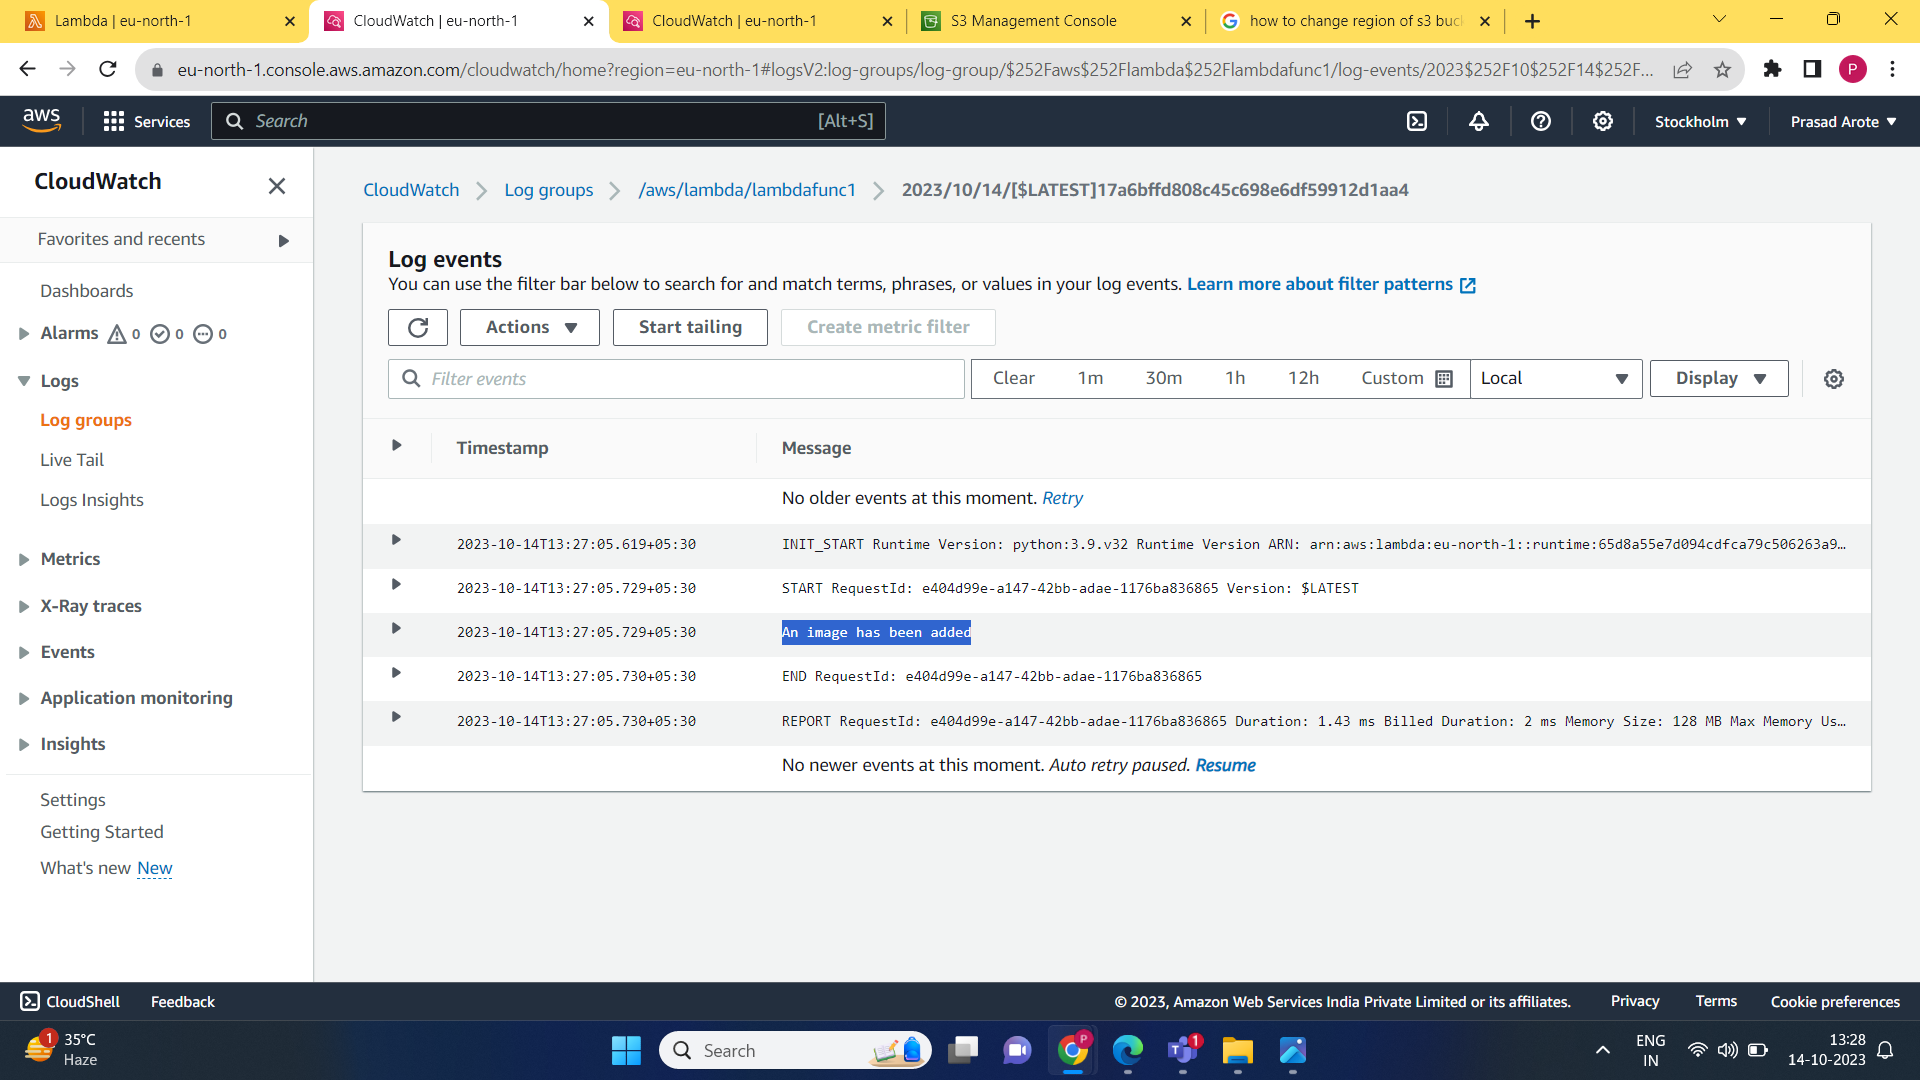 Lambda | eu-north-1
CloudWatch | eu-north-1
CloudWatch | eu-north-1
S3 Management Console
how to change region of s3 buc
eu-north-1.console.aws.amazon.com/cloudwatch/home?region=eu-north-1#logsV2:log-groups/log-group/$252Faws$252Flambda$252Flambdafunc1/log-events/2023$252F10$252F14$252F...
P
aws
Services
Search
[Alt+S]
Stockholm
Prasad Arote
CloudWatch
Favorites and recents
Dashboards
Alarms 0 0 0
Logs
Log groups
Live Tail
Logs Insights
Metrics
X-Ray traces
Events
Application monitoring
Insights
Settings
Getting Started
What's new New
CloudWatch
Log groups
/aws/lambda/lambdafunc1
2023/10/14/[$LATEST]17a6bffd808c45c698e6df59912d1aa4
Log events
You can use the filter bar below to search for and match terms, phrases, or values in your log events. Learn more about filter patterns
Actions
Start tailing
Create metric filter
Filter events
Clear
1m
30m
1h
12h
Custom
Local
Display
Timestamp
Message
No older events at this moment. Retry
2023-10-14T13:27:05.619+05:30 INIT_START Runtime Version: python:3.9.v32 Runtime Version ARN: arn:aws:lambda:eu-north-1::runtime:65d8a55e7d094cdfca79c506263a9...
2023-10-14T13:27:05.729+05:30 START RequestId: e404d99e-a147-42bb-adae-1176ba836865 Version: $LATEST
2023-10-14T13:27:05.729+05:30 An image has been added
2023-10-14T13:27:05.730+05:30 END RequestId: e404d99e-a147-42bb-adae-1176ba836865
2023-10-14T13:27:05.730+05:30 REPORT RequestId: e404d99e-a147-42bb-adae-1176ba836865 Duration: 1.43 ms Billed Duration: 2 ms Memory Size: 128 MB Max Memory Us...
No newer events at this moment. Auto retry paused. Resume
CloudShell
Feedback
© 2023, Amazon Web Services India Private Limited or its affiliates.
Privacy
Terms
Cookie preferences
1
35°C
Haze
Search
P
1
ENG
IN
13:28
14-10-2023